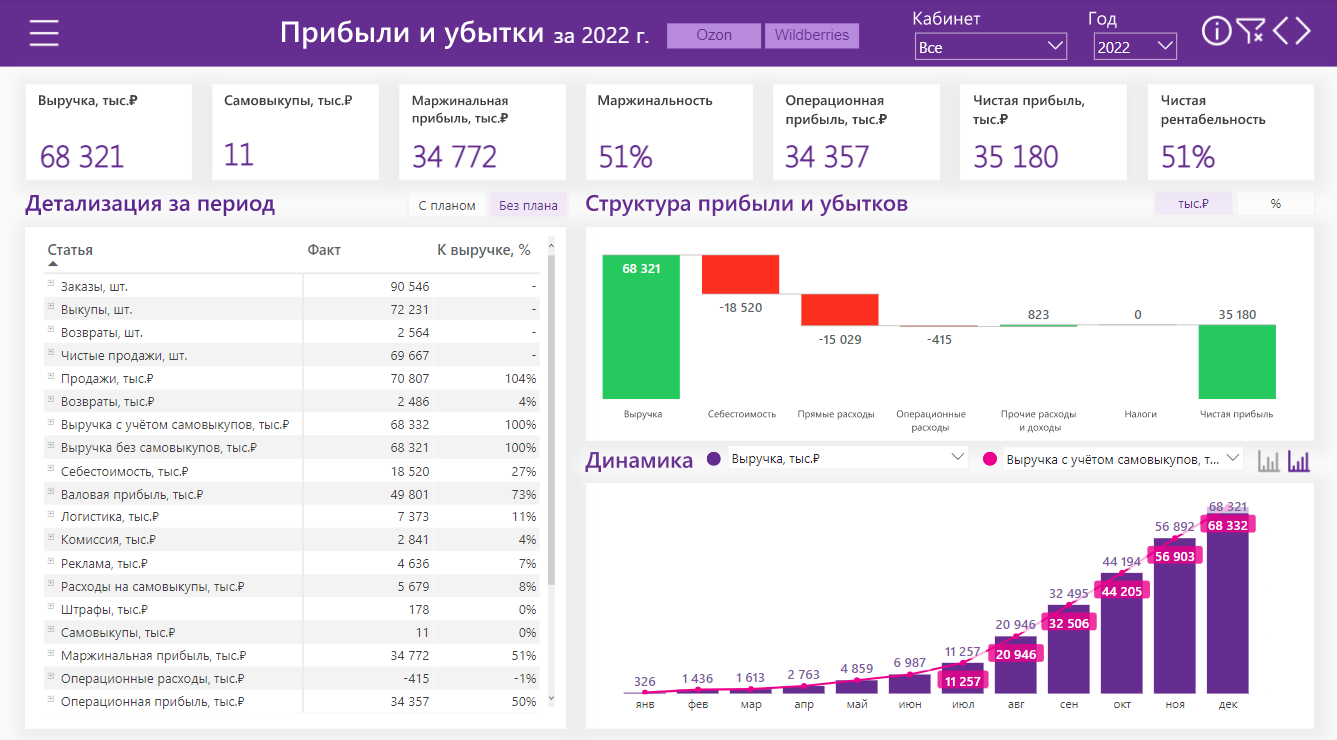 Прибыли и убытки за 2022 г.
Ozon
Wildberries
Кабинет
Все
Год
2022
Выручка, тыс.₽
68 321
Самовыкупы, тыс.₽
11
Маржинальная
прибыль, тыс.₽
34 772
Маржинальность
51%
Операционная
прибыль, тыс.₽
34 357
Чистая прибыль,
тыс.₽
35 180
Чистая
рентабельность
51%
Детализация за период
С планом
Без плана
Статья Факт К выручке, %
Заказы, шт. 90 546 -
Выкупы, шт. 72 231 -
Возвраты, шт. 2 564 -
Чистые продажи, шт. 69 667 -
Продажи, тыс.₽ 70 807 104%
Возвраты, тыс.₽ 2 486 4%
Выручка с учётом самовыкупов, тыс.₽ 68 332 100%
Выручка без самовыкупов, тыс.₽ 68 321 100%
Себестоимость, тыс.₽ 18 520 27%
Валовая прибыль, тыс.₽ 49 801 73%
Логистика, тыс.₽ 7 373 11%
Комиссия, тыс.₽ 2 841 4%
Реклама, тыс.₽ 4 636 7%
Расходы на самовыкупы, тыс.₽ 5 679 8%
Штрафы, тыс.₽ 178 0%
Самовыкупы, тыс.₽ 11 0%
Маржинальная прибыль, тыс.₽ 34 772 51%
Операционные расходы, тыс.₽ -415 -1%
Операционная прибыль, тыс.₽ 34 357 50%
Структура прибыли и убытков
тыс.₽
%
68 321
-18 520
-15 029
-415
823
0
35 180
Выручка
Себестоимость
Прямые расходы
Операционные
расходы
Прочие расходы
и доходы
Налоги
Чистая прибыль
Динамика
Выручка, тыс.₽
Выручка с учётом самовыкупов, т...
326
1 436
1 613
2 763
4 859
6 987
11 257
11 257
20 946
20 946
32 495
32 506
44 194
44 205
56 892
56 903
68 321
68 332
янв
фев
мар
апр
май
июн
июл
авг
сен
окт
ноя
дек